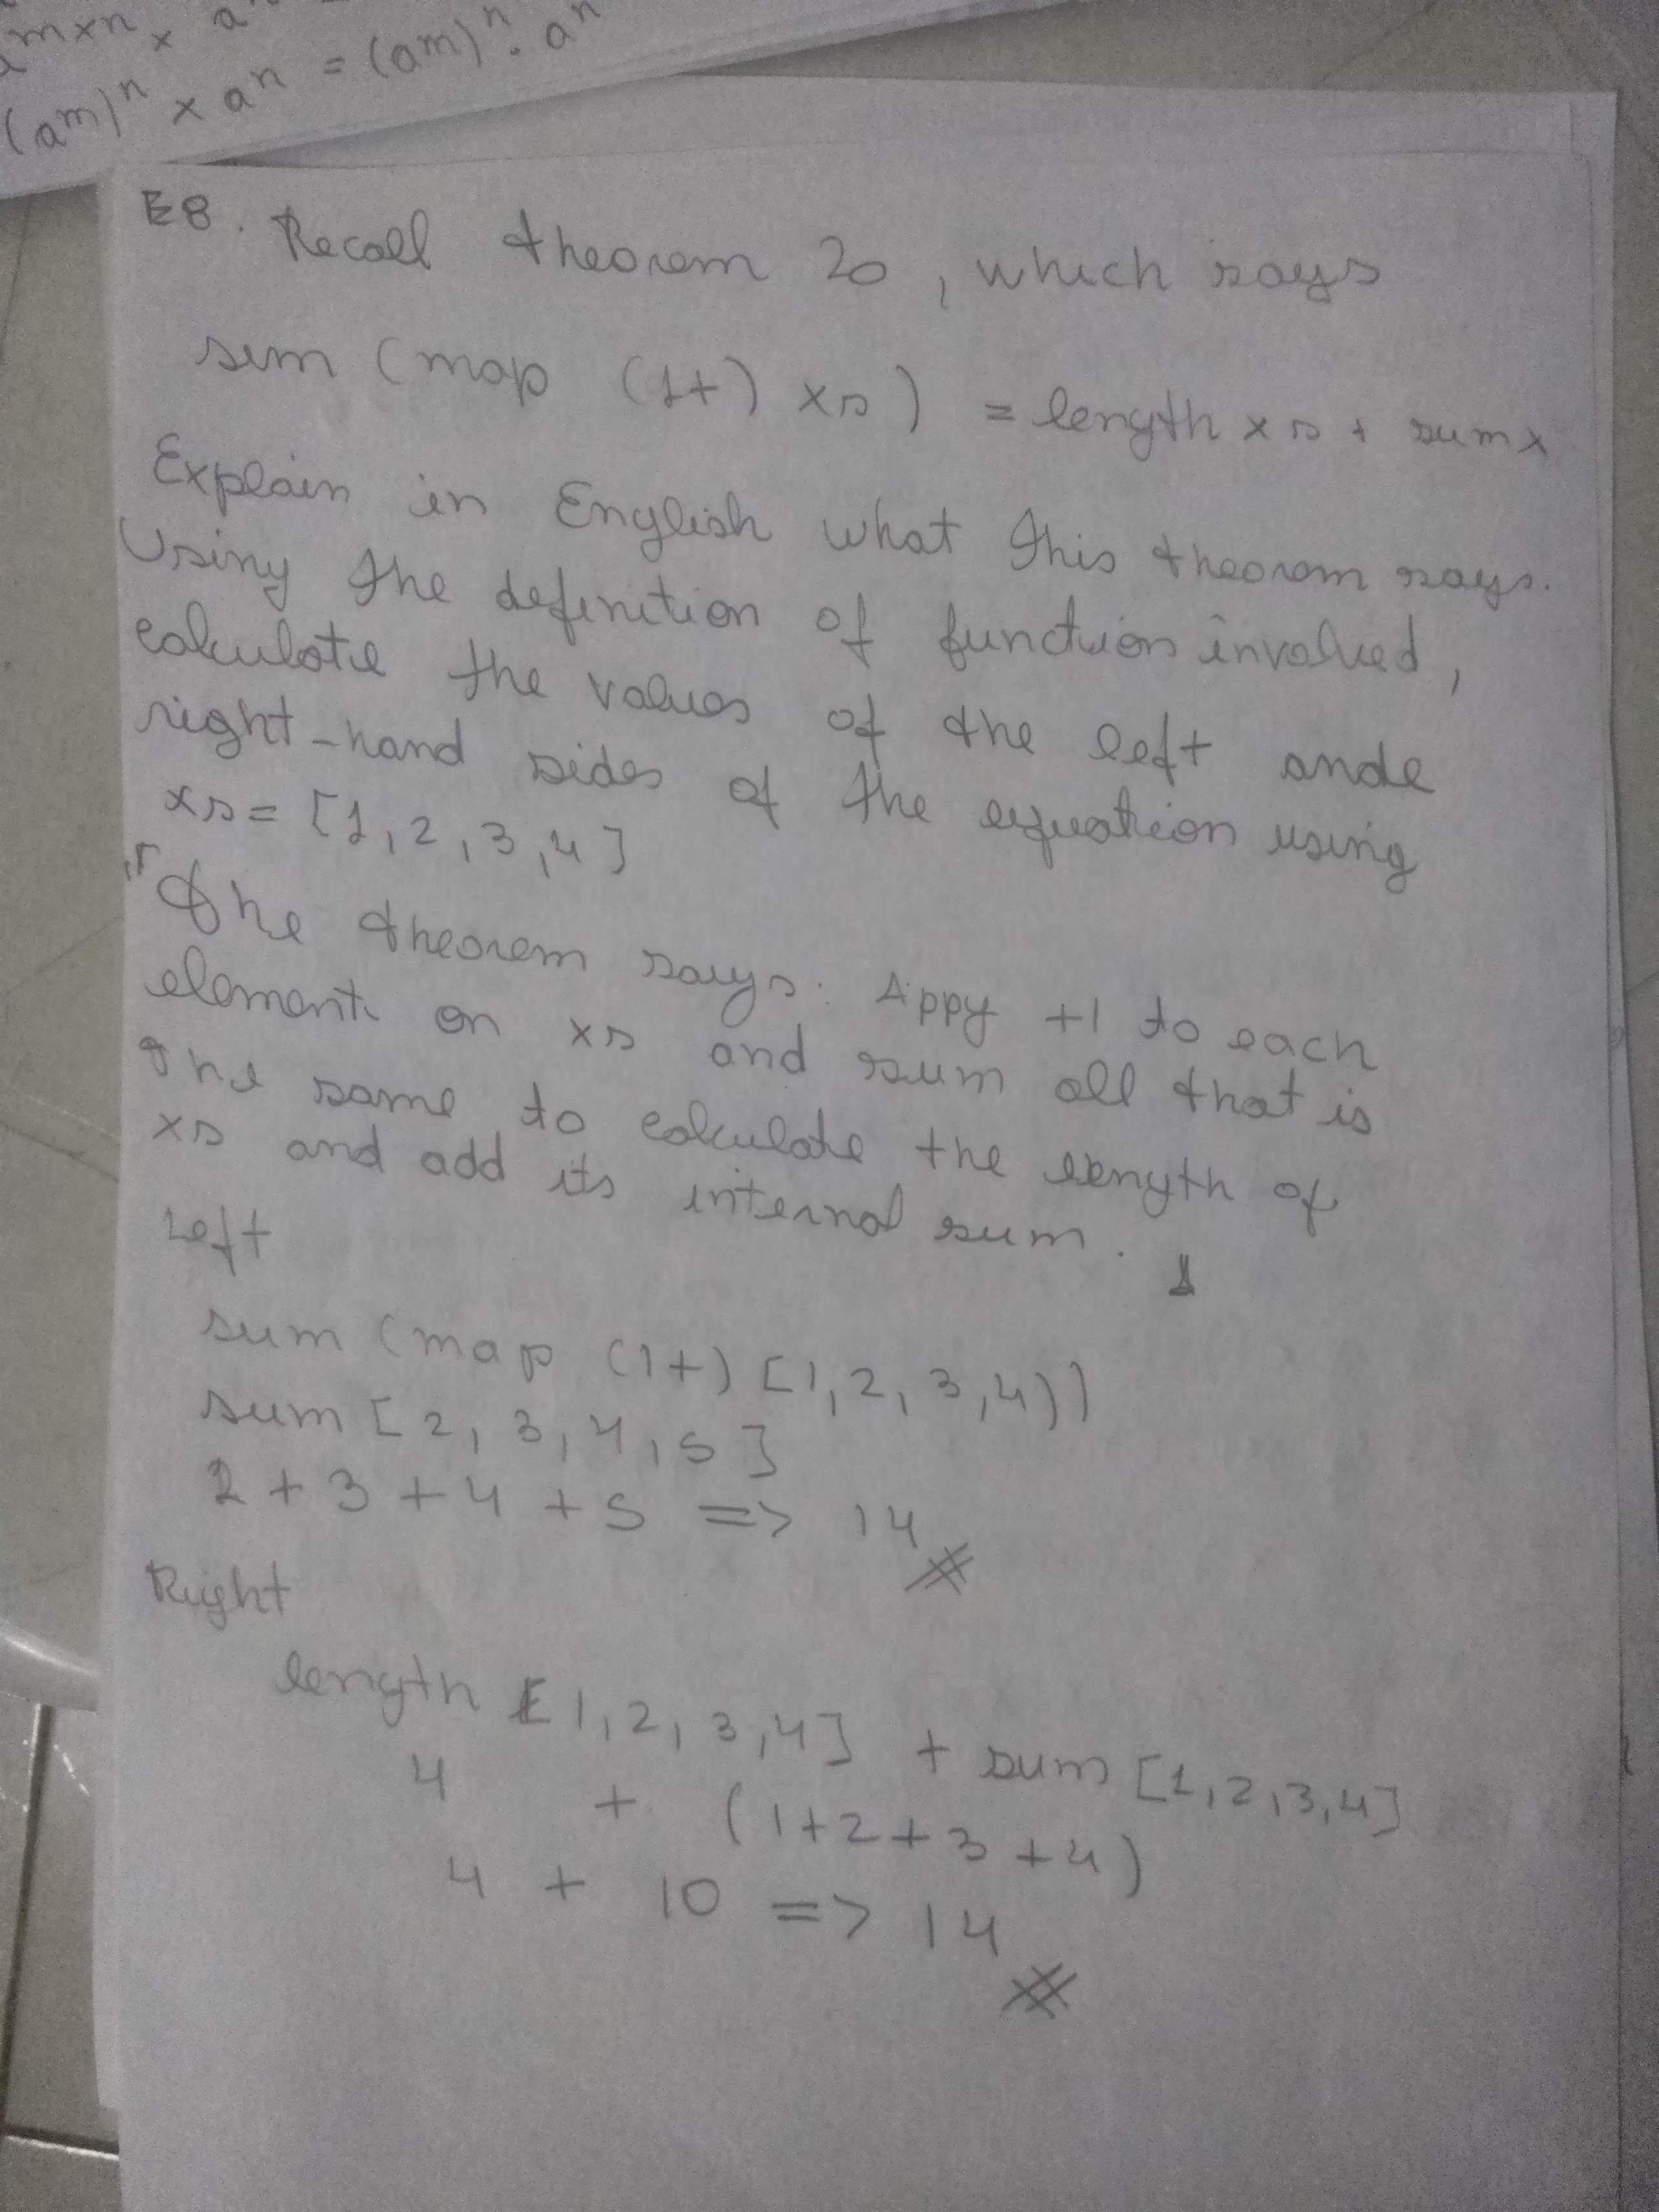 m×n × a
(am)^n × a^n = (am)^n . a^n
E8. Recall theorem 20, which says
sum (map (1+) xs) = length xs + sum x
Explain in English what this theorem says.
Using the definition of function involved,
calculate the values of the left ande
right-hand sides of the equation using
xs = [1,2,3,4]
The theorem says: Appy +1 to each
element on xs and sum all that is
the same to calculate the length of
xs and add its internal sum.
Left
sum (map (1+) [1,2,3,4))
sum [2,3,4,5]
2 + 3 + 4 + 5 => 14
Right
length [1,2,3,4] + sum [1,2,3,4]
4 + (1+2+3+4)
4 + 10 => 14